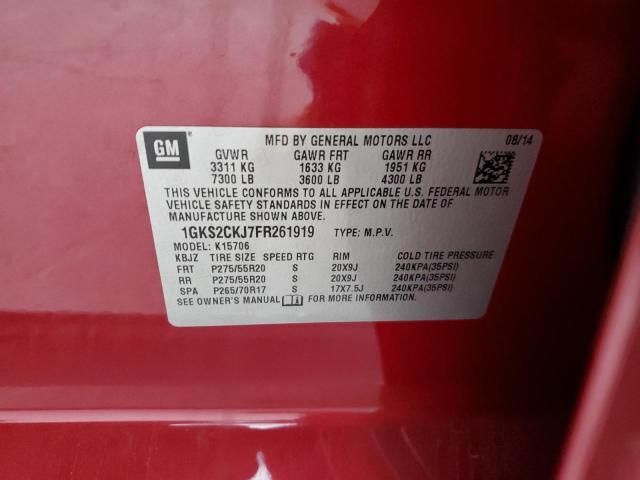 GM
MFD BY GENERAL MOTORS LLC 08/14
GVWR GAWR FRT GAWR RR
3311 KG 1633 KG 1951 KG
7300 LB 3600 LB 4300 LB
THIS VEHICLE CONFORMS TO ALL APPLICABLE U.S. FEDERAL MOTOR
VEHICLE SAFETY STANDARDS IN EFFECT ON THE DATE OF
MANUFACTURE SHOWN ABOVE.
1GKS2CKJ7FR261919 TYPE: M.P.V.
MODEL: K15706
KBJZ TIRE SIZE SPEED RTG RIM COLD TIRE PRESSURE
FRT P275/55R20 S 20X9J 240KPA(35PSI)
RR P275/55R20 S 20X9J 240KPA(35PSI)
SPA P265/70R17 S 17X7.5J 240KPA(35PSI)
SEE OWNER'S MANUAL FOR MORE INFORMATION.